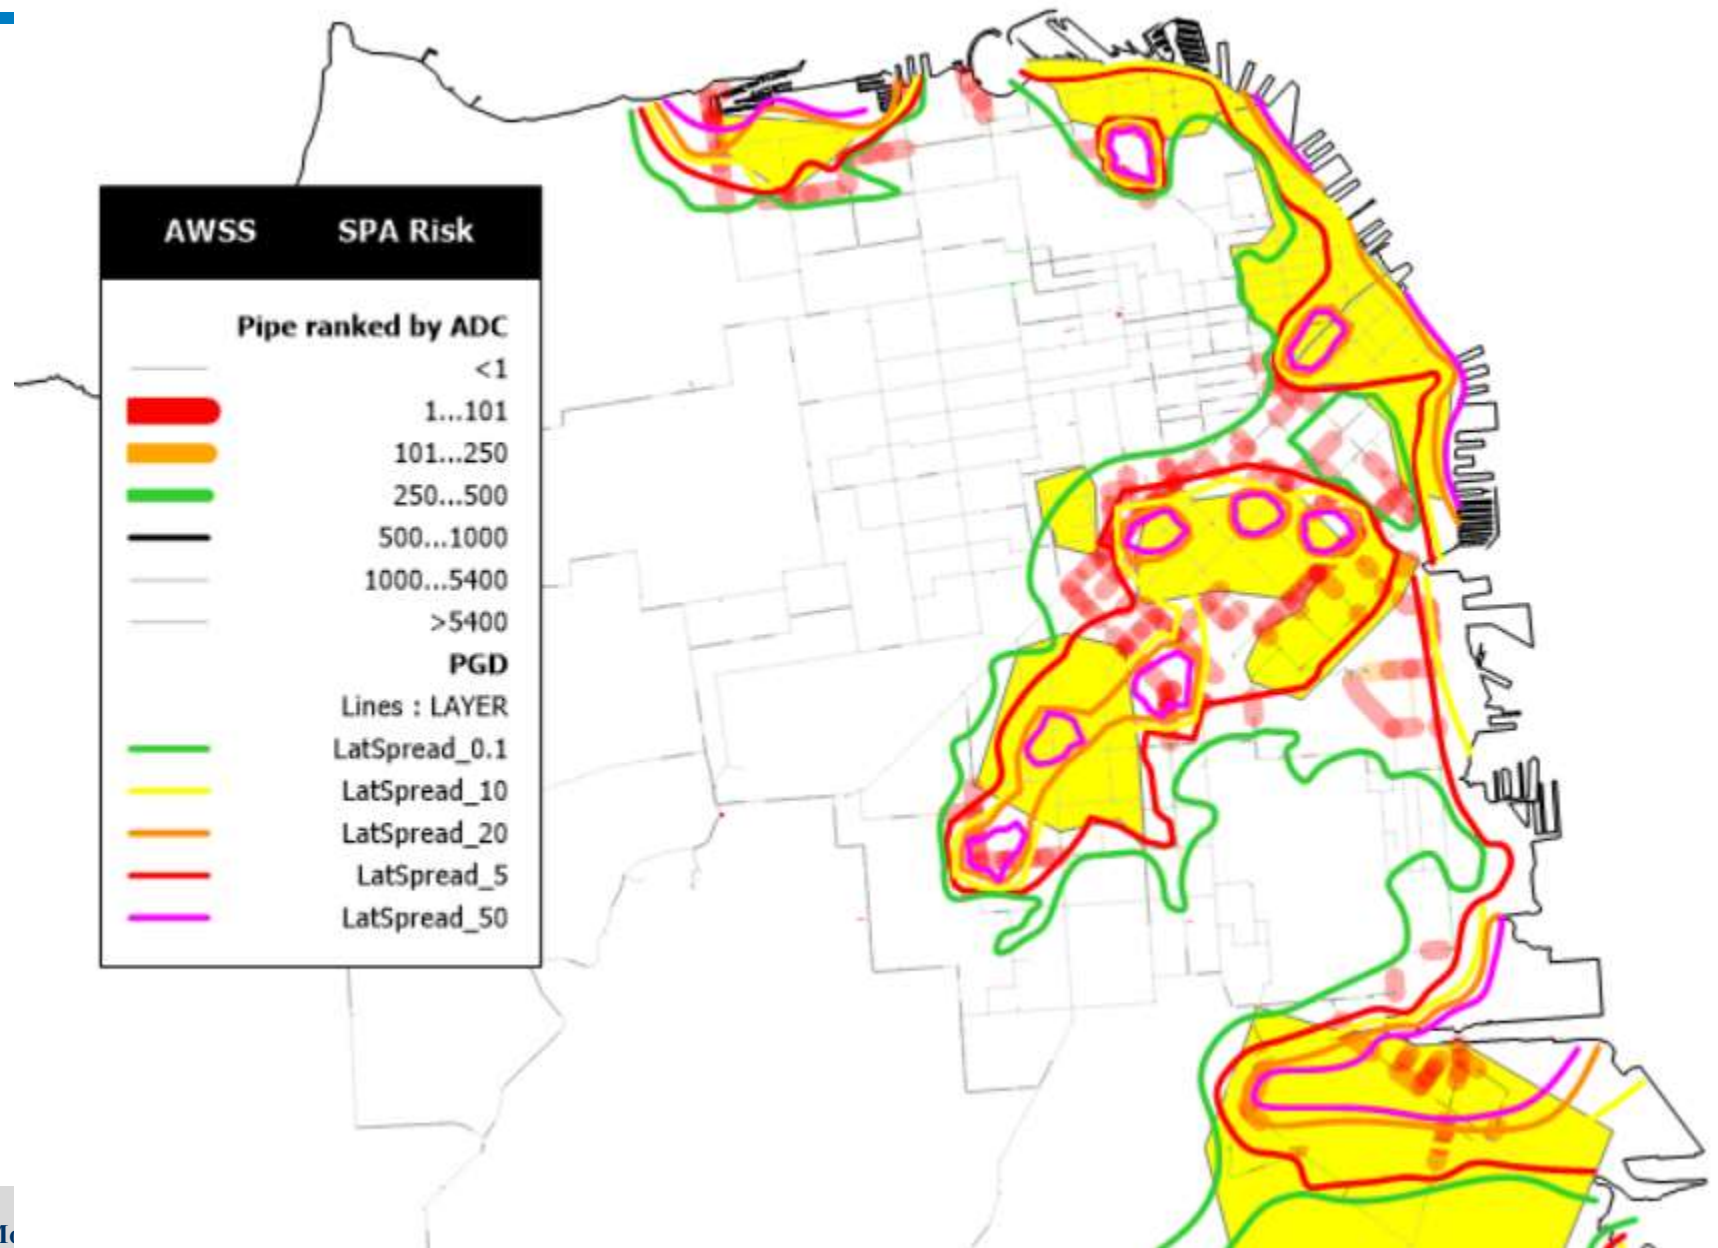 AWSS SPA Risk
Pipe ranked by ADC
<1
1...101
101...250
250...500
500...1000
1000...5400
>5400
PGD
Lines : LAYER
LatSpread_0.1
LatSpread_10
LatSpread_20
LatSpread_5
LatSpread_50